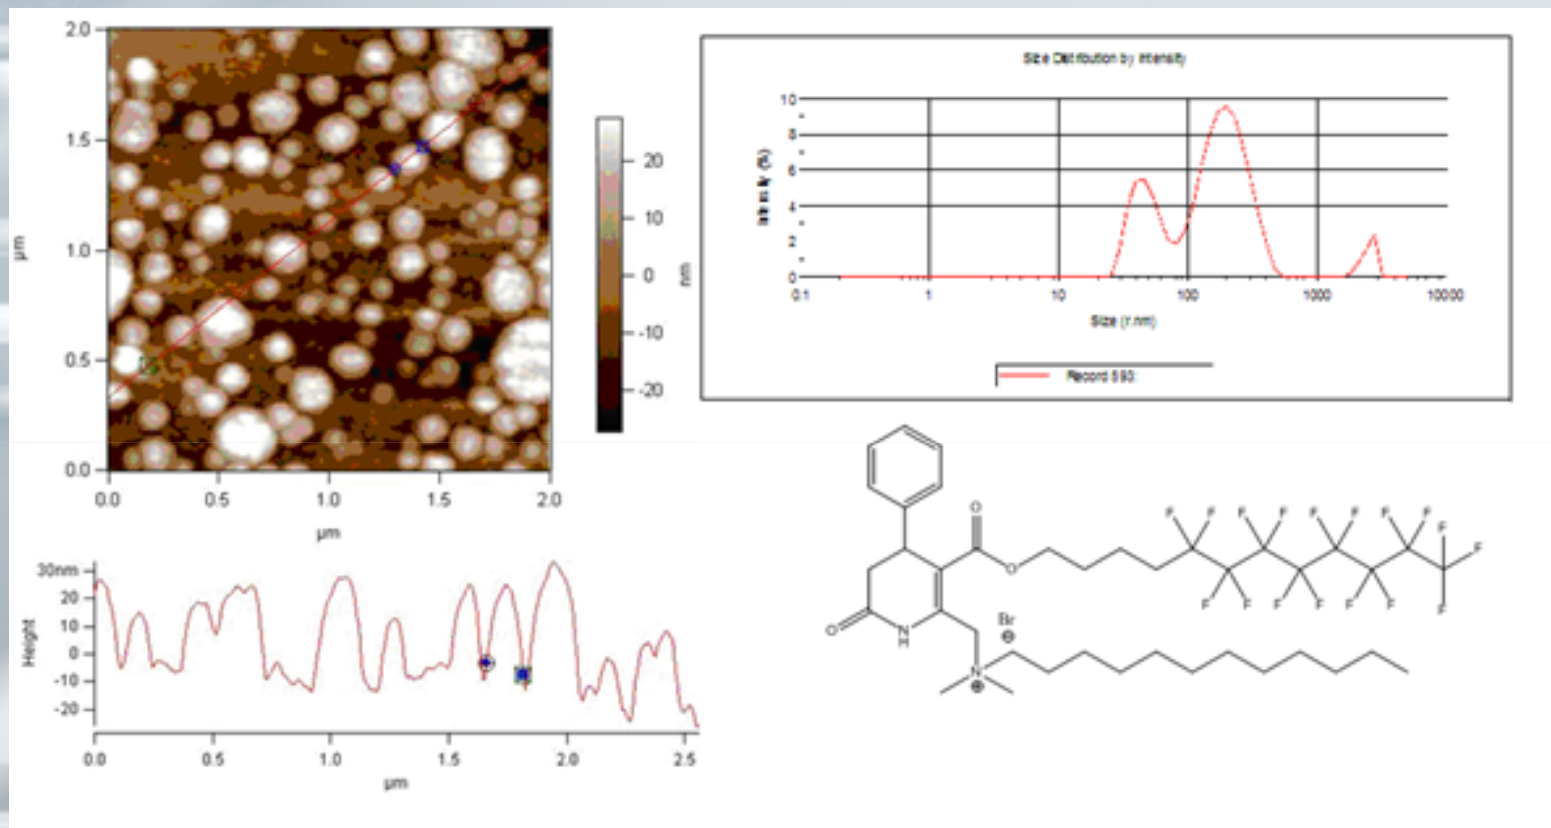 2.0
1.5
1.0
0.5
0.0
µm
0.0 0.5 1.0 1.5 2.0
µm
20
10
0
-10
-20
nm
Size Distribution by Intensity
10
8
6
4
2
0
Intensity (%)
0.1 1 10 100 1000 10000
Size (r.nm)
Record 593:
30nm
20
10
0
-10
-20
Height
0.0 0.5 1.0 1.5 2.0 2.5
µm
O
O
O
N
H
Br
⊖
N
⊕
F F F F F F F F
F F
F F F F F F
F